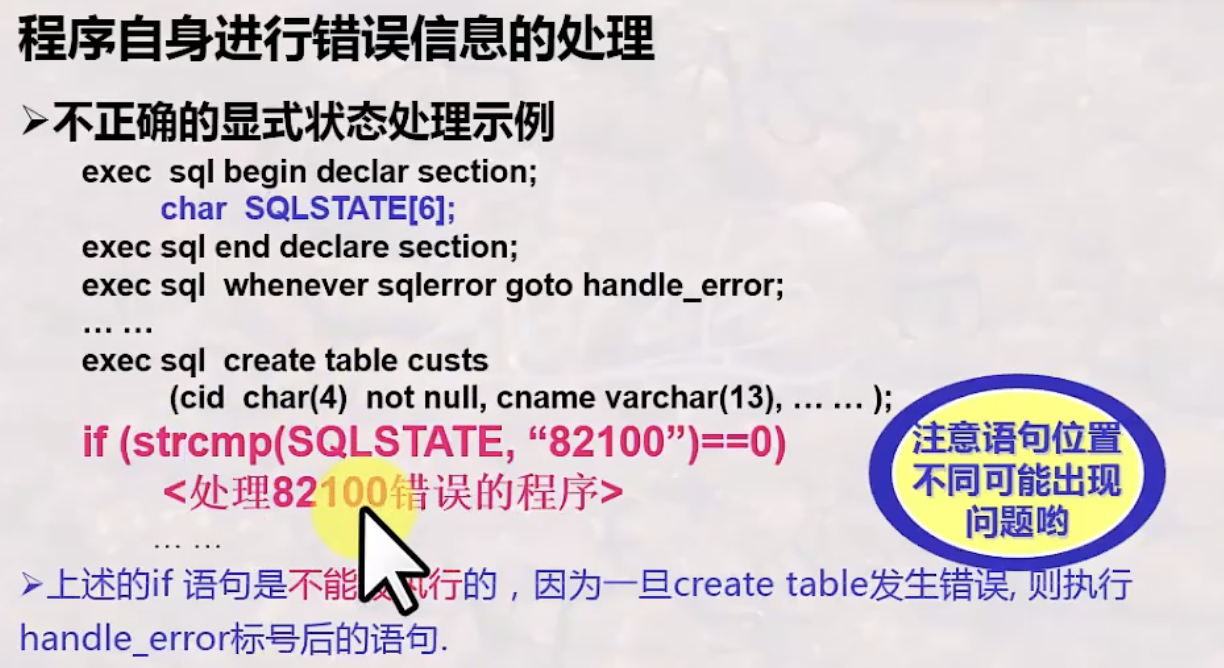 程序自身进行错误信息的处理
➢不正确的显式状态处理示例
exec sql begin declar section;
char SQLSTATE[6];
exec sql end declare section;
exec sql whenever sqlerror goto handle_error;
… …
exec sql create table custs
(cid char(4) not null, cname varchar(13), … … );
if (strcmp(SQLSTATE, “82100”)==0)
<处理82100错误的程序>
… …
注意语句位置
不同可能出现
问题哟
➢上述的if 语句是不能执行的，因为一旦create table发生错误, 则执行
handle_error标号后的语句.